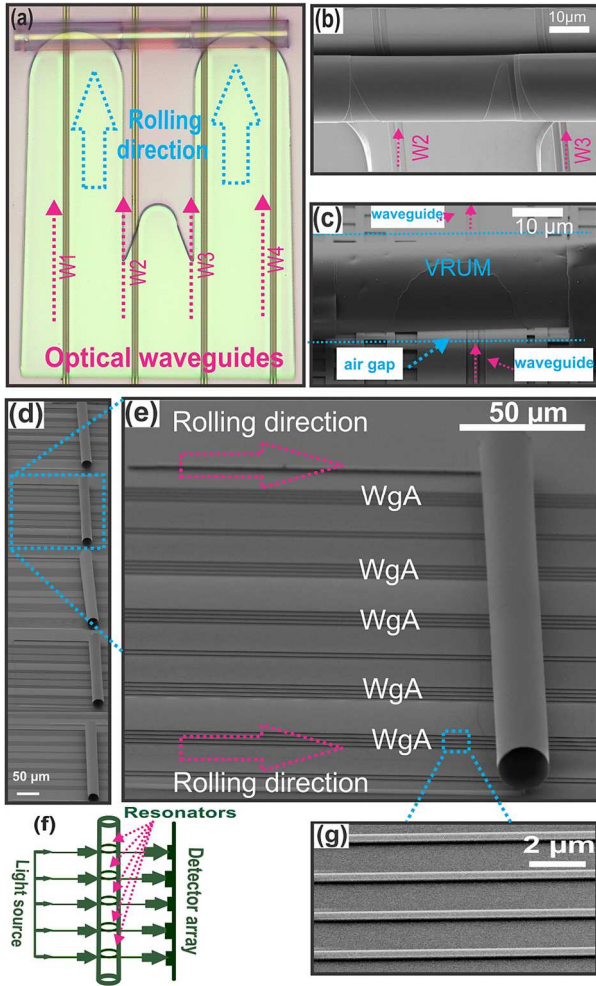 (a)
Rolling
direction
W1
W2
W3
W4
Optical waveguides
(b)
10µm
W2
W3
(c)
waveguide
10 µm
VRUM
air gap
waveguide
(d)
50 µm
(e)
Rolling direction
50 µm
WgA
WgA
WgA
WgA
WgA
Rolling direction
(f)
Resonators
Light source
Detector array
(g)
2 µm